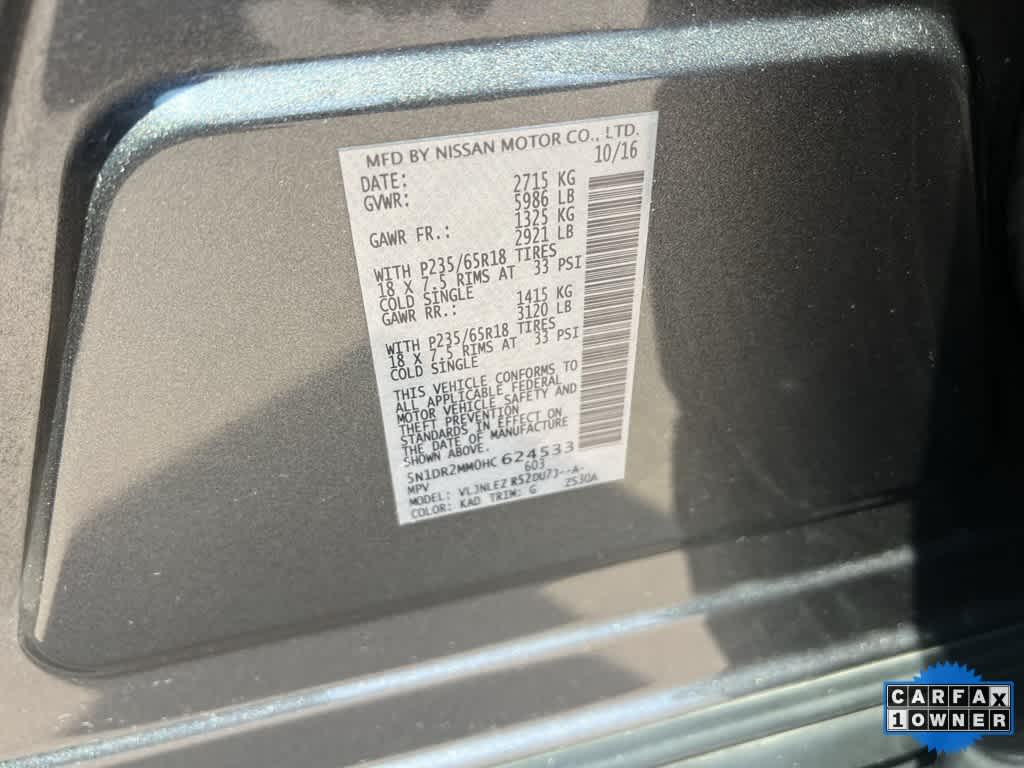 MFD BY NISSAN MOTOR CO., LTD.
DATE: 10/16
GVWR: 2715 KG
5986 LB
GAWR FR.: 1325 KG
2921 LB
WITH P235/65R18 TIRES
18 X 7.5 RIMS AT 33 PSI
COLD SINGLE
GAWR RR.: 1415 KG
3120 LB
WITH P235/65R18 TIRES
18 X 7.5 RIMS AT 33 PSI
COLD SINGLE
THIS VEHICLE CONFORMS TO
ALL APPLICABLE FEDERAL
MOTOR VEHICLE SAFETY AND
THEFT PREVENTION
STANDARDS IN EFFECT ON
THE DATE OF MANUFACTURE
SHOWN ABOVE.
5N1DR2MM0HC 624533
MPV 603
MODEL: VLJNLEZ R52DU7J--A-
COLOR: KAD TRIM: G Z530A
CARFAX
1 OWNER